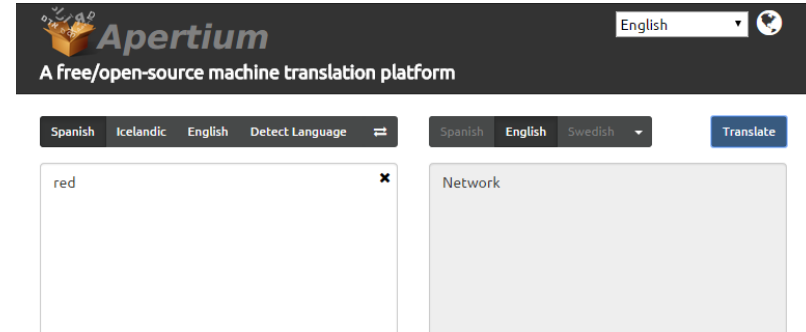 Apertium
English
A free/open-source machine translation platform
Spanish Icelandic English Detect Language
Spanish English Swedish
Translate
red
Network